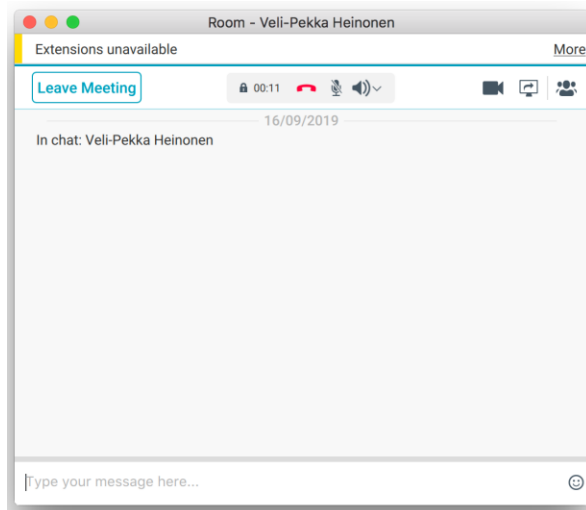 Room - Veli-Pekka Heinonen
Extensions unavailable More
Leave Meeting 00:11
16/09/2019
In chat: Veli-Pekka Heinonen
Type your message here...